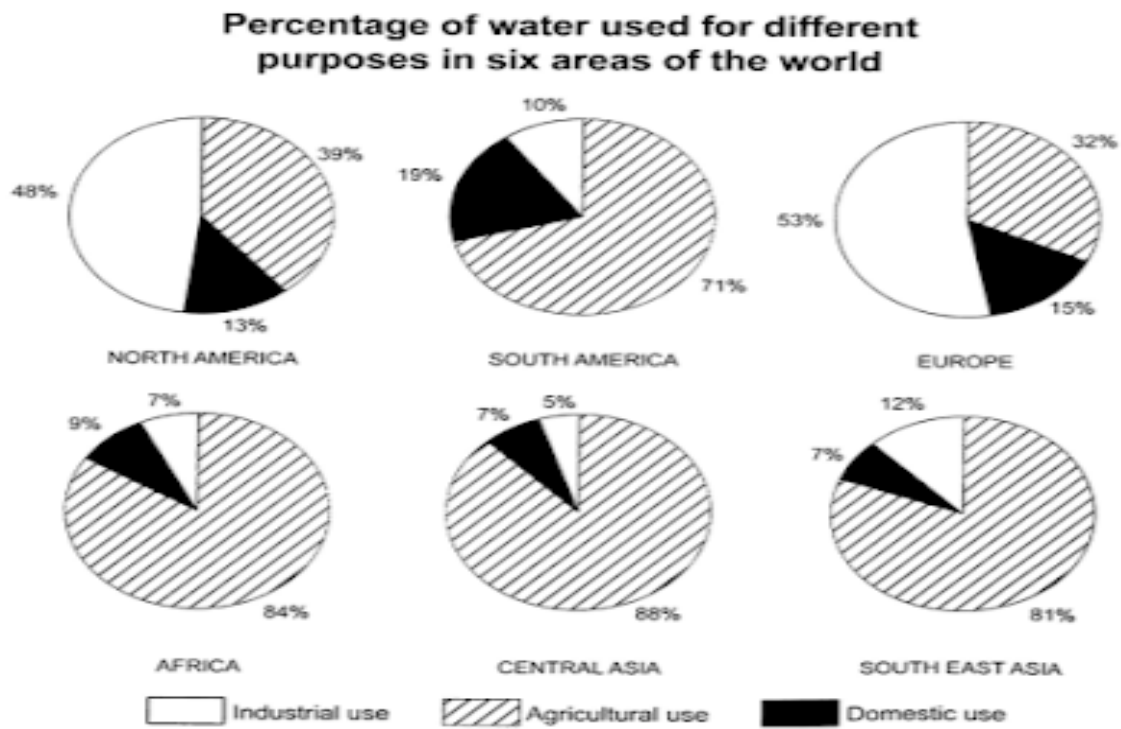 Percentage of water used for different
purposes in six areas of the world
10%
39%
32%
48%
19%
53%
71%
13%
15%
NORTH AMERICA
SOUTH AMERICA
EUROPE
9%
7%
7%
5%
12%
7%
84%
88%
81%
AFRICA
CENTRAL ASIA
SOUTH EAST ASIA
Industrial use
Agricultural use
Domestic use